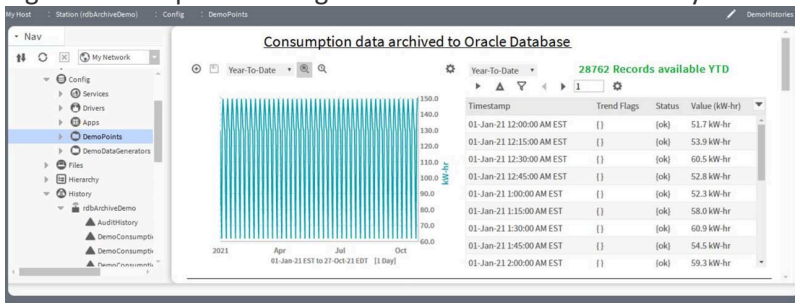 My Host : Station (rdbArchiveDemo) : Config : DemoPoints DemoHistories
Nav
My Network
Config
Services
Drivers
Apps
DemoPoints
DemoDataGenerators
Files
Hierarchy
History
rdbArchiveDemo
AuditHistory
DemoConsumptio
DemoConsumptio
DemoConsumptio
Consumption data archived to Oracle Database
Year-To-Date
150.0
140.0
130.0
120.0
110.0
100.0
90.0
80.0
70.0
60.0
kW-hr
2021 Apr Jul Oct
01-Jan-21 EST to 27-Oct-21 EDT [1 Day]
Year-To-Date 28762 Records available YTD
1
Timestamp Trend Flags Status Value (kW-hr)
01-Jan-21 12:00:00 AM EST { } {ok} 51.7 kW-hr
01-Jan-21 12:15:00 AM EST { } {ok} 53.9 kW-hr
01-Jan-21 12:30:00 AM EST { } {ok} 60.5 kW-hr
01-Jan-21 12:45:00 AM EST { } {ok} 52.8 kW-hr
01-Jan-21 1:00:00 AM EST { } {ok} 52.3 kW-hr
01-Jan-21 1:15:00 AM EST { } {ok} 58.0 kW-hr
01-Jan-21 1:30:00 AM EST { } {ok} 60.9 kW-hr
01-Jan-21 1:45:00 AM EST { } {ok} 54.5 kW-hr
01-Jan-21 2:00:00 AM EST { } {ok} 59.3 kW-hr